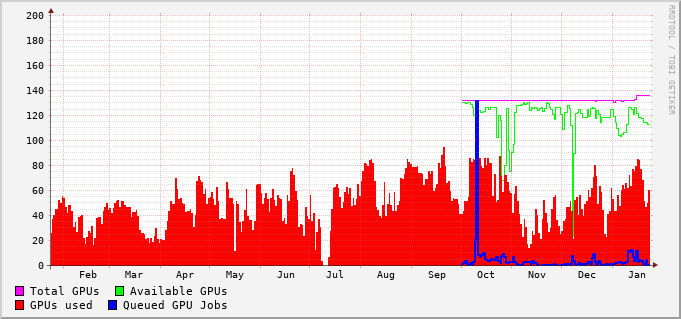 200
180
160
140
120
100
80
60
40
20
0
Feb Mar Apr May Jun Jul Aug Sep Oct Nov Dec Jan
Total GPUs Available GPUs
GPUs used Queued GPU Jobs
RRDTOOL / TOBI OETIKER